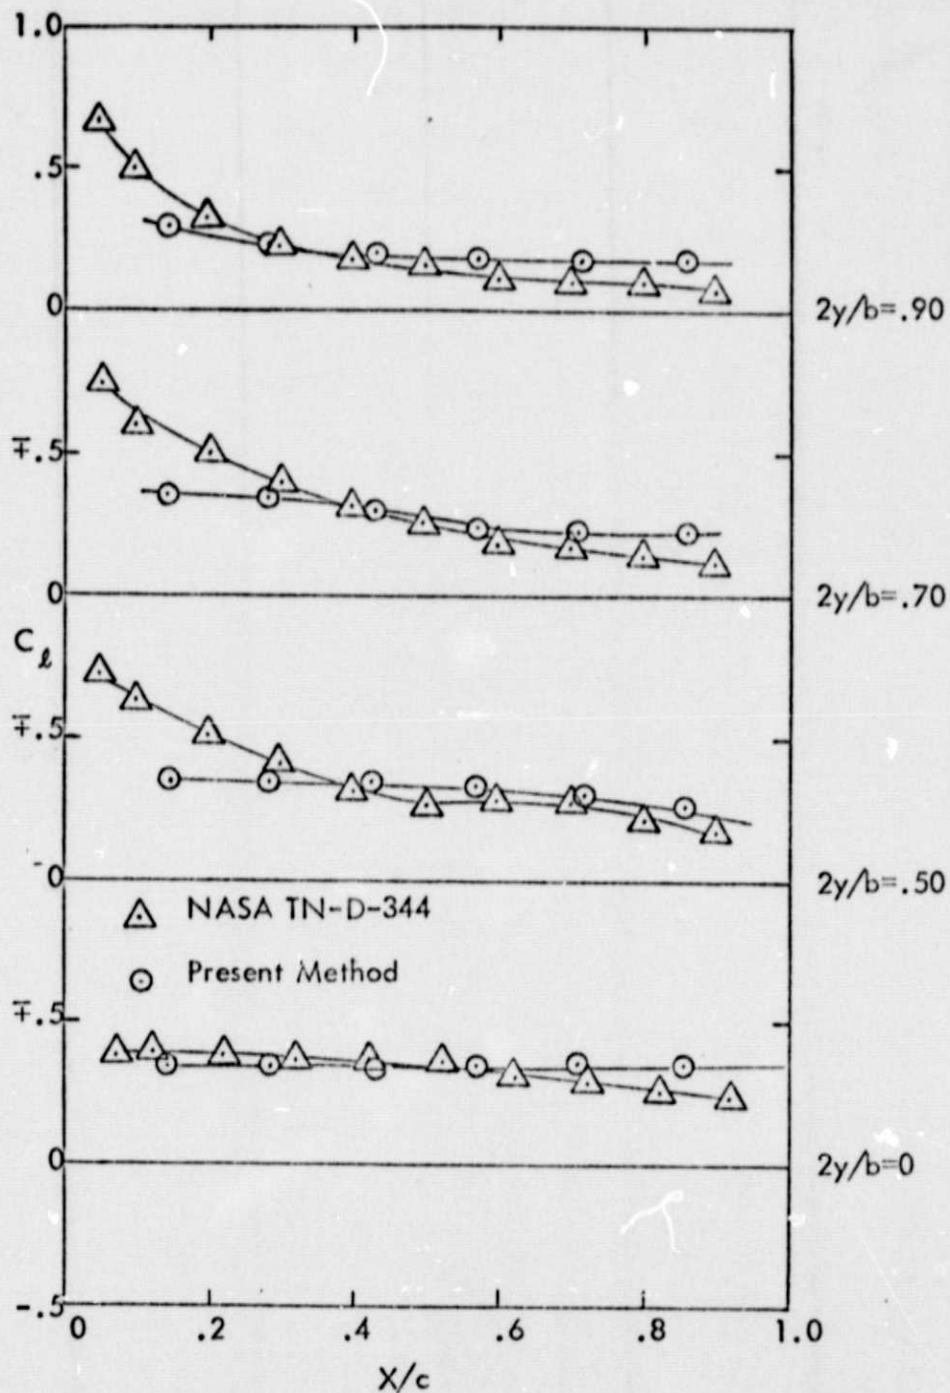 1.0
.5
0
2y/b=.90
∓.5
0
2y/b=.70
C_ℓ
∓.5
0
2y/b=.50
NASA TN-D-344
Present Method
∓.5
0
2y/b=0
-.5
0 .2 .4 .6 .8 1.0
X/c